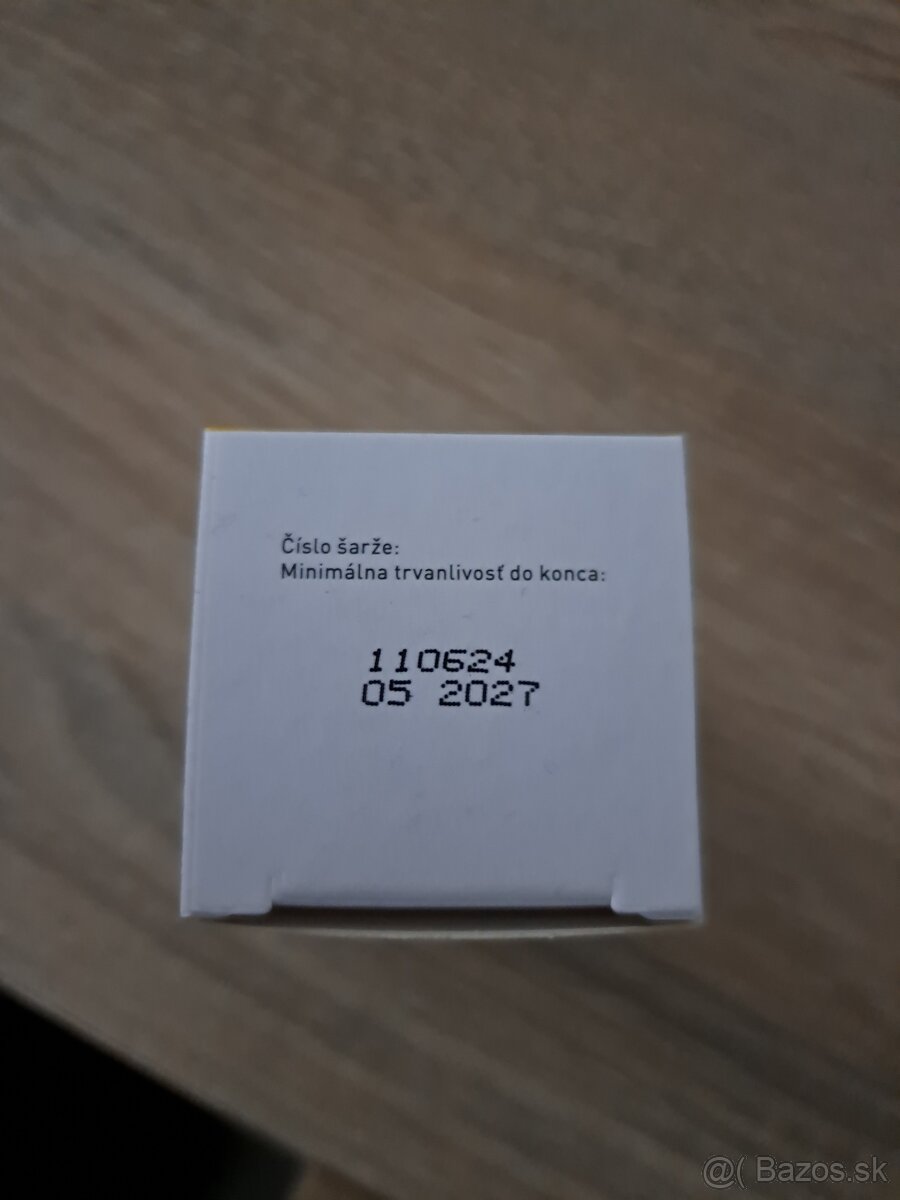 Číslo šarže:
Minimálna trvanlivosť do konca:
110624
05 2027
@( Bazos.sk